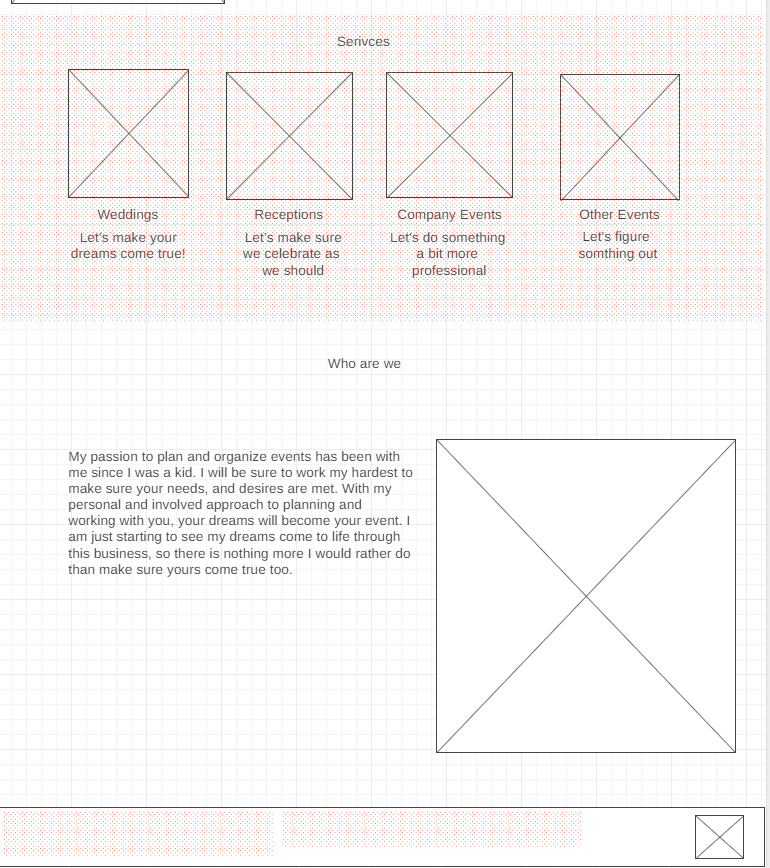 Serivces
Weddings
Let's make your
dreams come true!
Receptions
Let's make sure
we celebrate as
we should
Company Events
Let's do something
a bit more
professional
Other Events
Let's figure
somthing out
Who are we
My passion to plan and organize events has been with
me since I was a kid. I will be sure to work my hardest to
make sure your needs, and desires are met. With my
personal and involved approach to planning and
working with you, your dreams will become your event. I
am just starting to see my dreams come to life through
this business, so there is nothing more I would rather do
than make sure yours come true too.